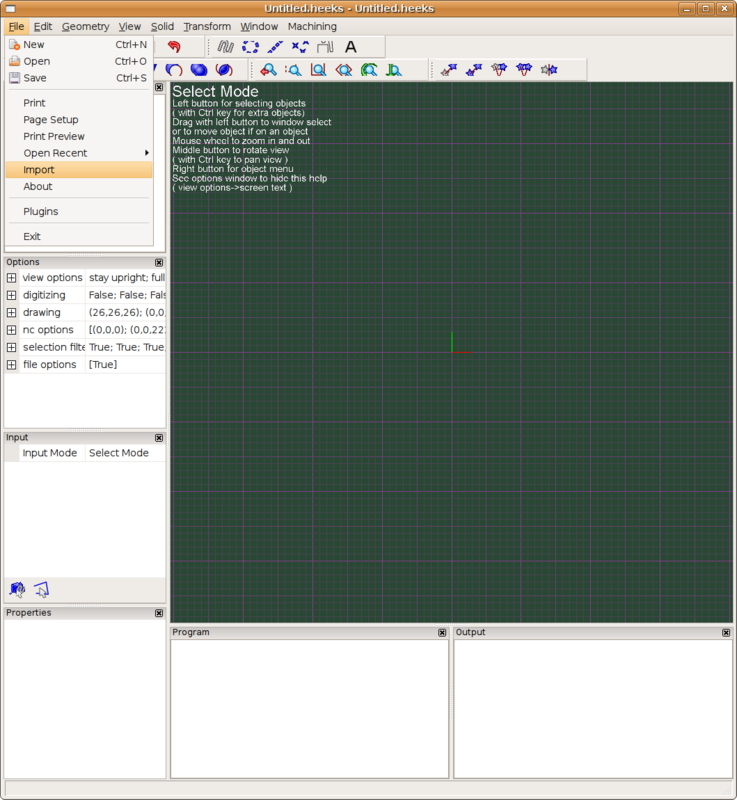 Untitled.heeks - Untitled.heeks
File Edit Geometry View Solid Transform Window Machining
New Ctrl+N
Open Ctrl+O
Save Ctrl+S
Print
Page Setup
Print Preview
Open Recent
Import
About
Plugins
Exit
A
Select Mode
Left button for selecting objects
( with Ctrl key for extra objects)
Drag with left button to window select
or to move object if on an object
Mouse wheel to zoom in and out
Middle button to rotate view
( with Ctrl key to pan view )
Right button for object menu
See options window to hide this help
( view options->screen text )
Options
view options stay upright; full
digitizing False; False; Fals
drawing (26,26,26); (0,0,
nc options [(0,0,0); (0,0,22
selection filte True; True; True;
file options [True]
Input
Input Mode Select Mode
Properties
Program
Output